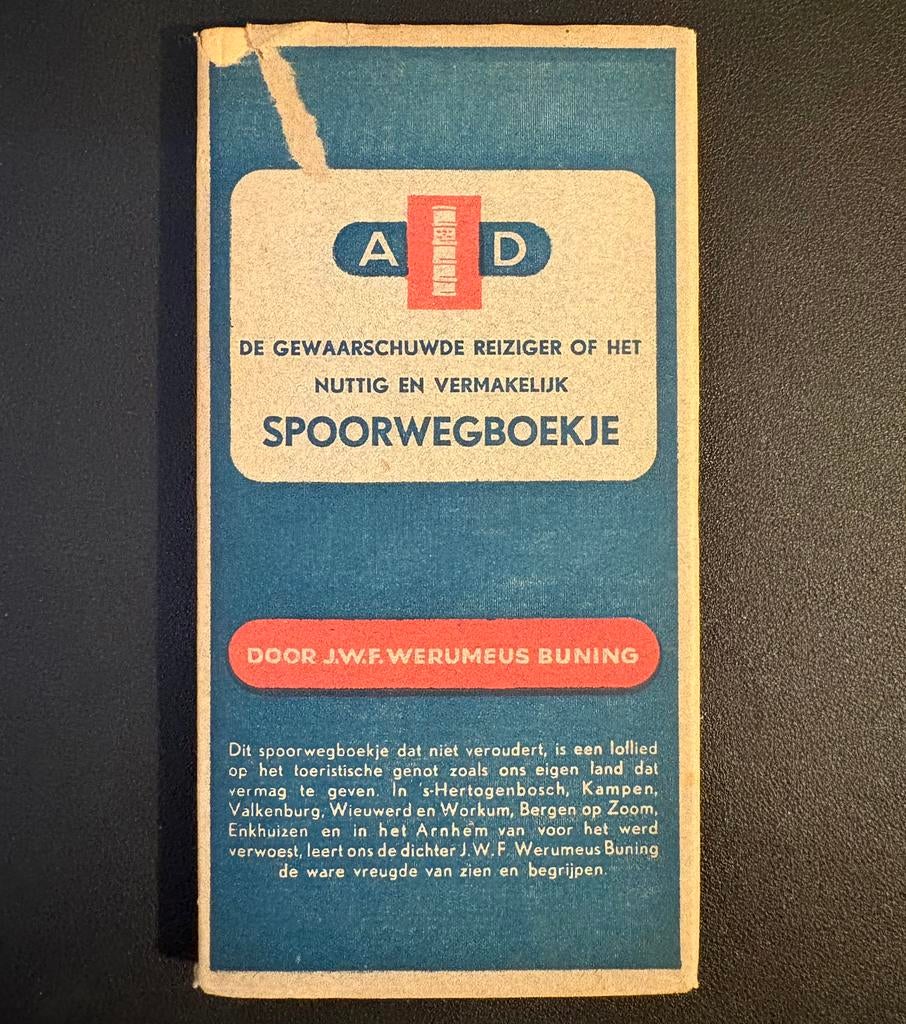 A D
DE GEWAARSCHUWDE REIZIGER OF HET
NUTTIG EN VERMAKELIJK
SPOORWEGBOEKJE
DOOR J.W.F. WERUMEUS BUNING
Dit spoorwegboekje dat niet veroudert, is een loflied
op het toeristische genot zoals ons eigen land dat
vermag te geven. In 's-Hertogenbosch, Kampen,
Valkenburg, Wieuwerd en Workum, Bergen op Zoom,
Enkhuizen en in het Arnhem van voor het werd
verwoest, leert ons de dichter J.W.F. Werumeus Buning
de ware vreugde van zien en begrijpen.